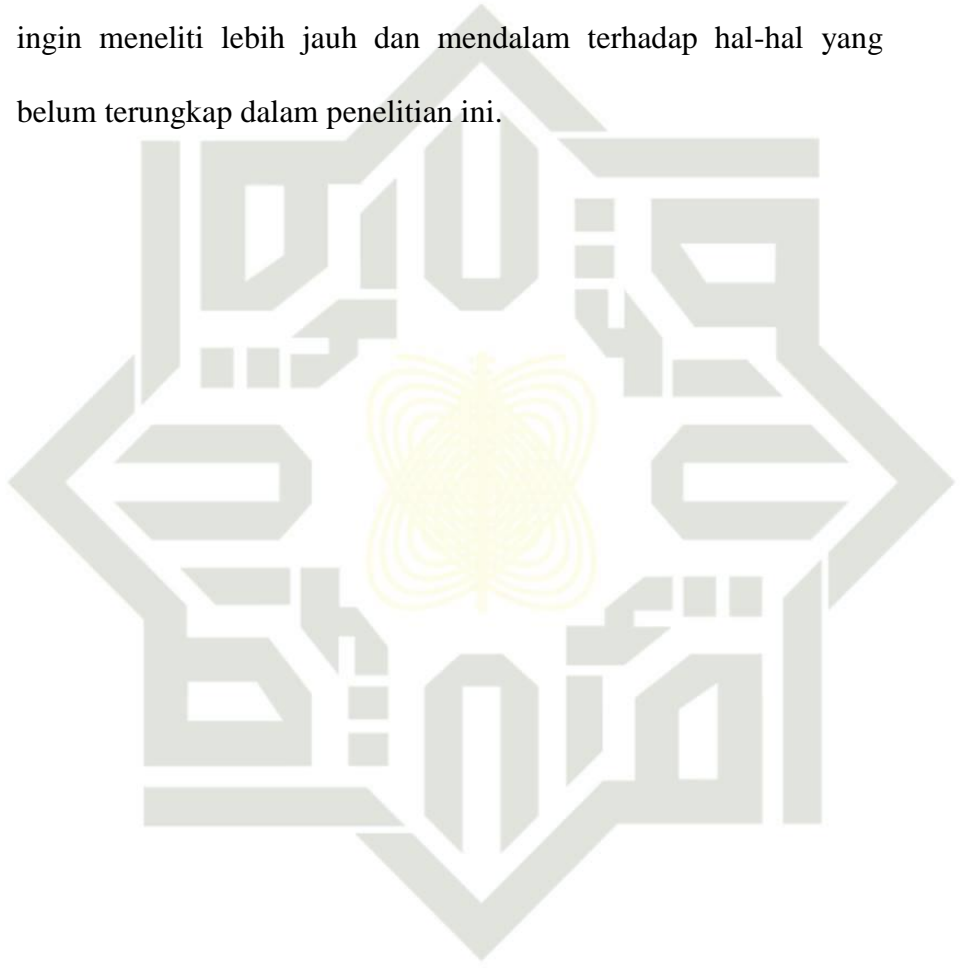 ingin meneliti lebih jauh dan mendalam terhadap hal-hal yang
belum terungkap dalam penelitian ini.